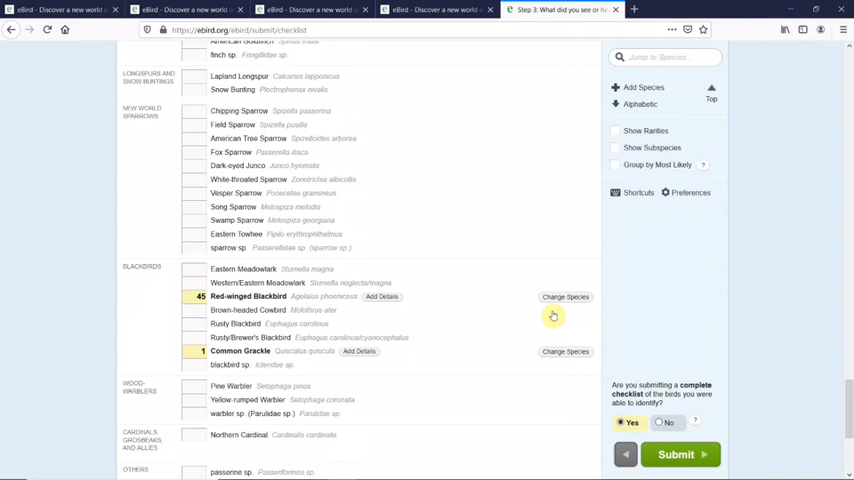 eBird - Discover a new world o
eBird - Discover a new world o
eBird - Discover a new world o
eBird - Discover a new world o
Step 3: What did you see or he
https://ebird.org/ebird/submit/checklist
American Goldfinch
finch sp. Fringillidae sp.
LONGSPURS AND SNOW BUNTINGS
Lapland Longspur Calcarius lapponicus
Snow Bunting Plectrophenax nivalis
NEW WORLD SPARROWS
Chipping Sparrow Spizella passerina
Field Sparrow Spizella pusilla
American Tree Sparrow Spizelloides arborea
Fox Sparrow Passerella iliaca
Dark-eyed Junco Junco hyemalis
White-throated Sparrow Zonotrichia albicollis
Vesper Sparrow Pooecetes gramineus
Song Sparrow Melospiza melodia
Swamp Sparrow Melospiza georgiana
Eastern Towhee Pipilo erythrophthalmus
sparrow sp. Passerellidae sp. (sparrow sp.)
BLACKBIRDS
Eastern Meadowlark Sturnella magna
Western/Eastern Meadowlark Sturnella neglecta/magna
45 Red-winged Blackbird Agelaius phoeniceus Add Details Change Species
Brown-headed Cowbird Molothrus ater
Rusty Blackbird Euphagus carolinus
Rusty/Brewer's Blackbird Euphagus carolinus/cyanocephalus
1 Common Grackle Quiscalus quiscula Add Details Change Species
blackbird sp. Icteridae sp.
WOOD-WARBLERS
Pine Warbler Setophaga pinus
Yellow-rumped Warbler Setophaga coronata
warbler sp. (Parulidae sp.) Parulidae sp.
CARDINALS, GROSBEAKS, AND ALLIES
Northern Cardinal Cardinalis cardinalis
OTHERS
passerine sp. Passeriformes sp.
Jump to Species...
Add Species
Alphabetic
Top
Show Rarities
Show Subspecies
Group by Most Likely ?
Shortcuts Preferences
Are you submitting a complete
checklist of the birds you were
able to identify?
Yes No ?
Submit